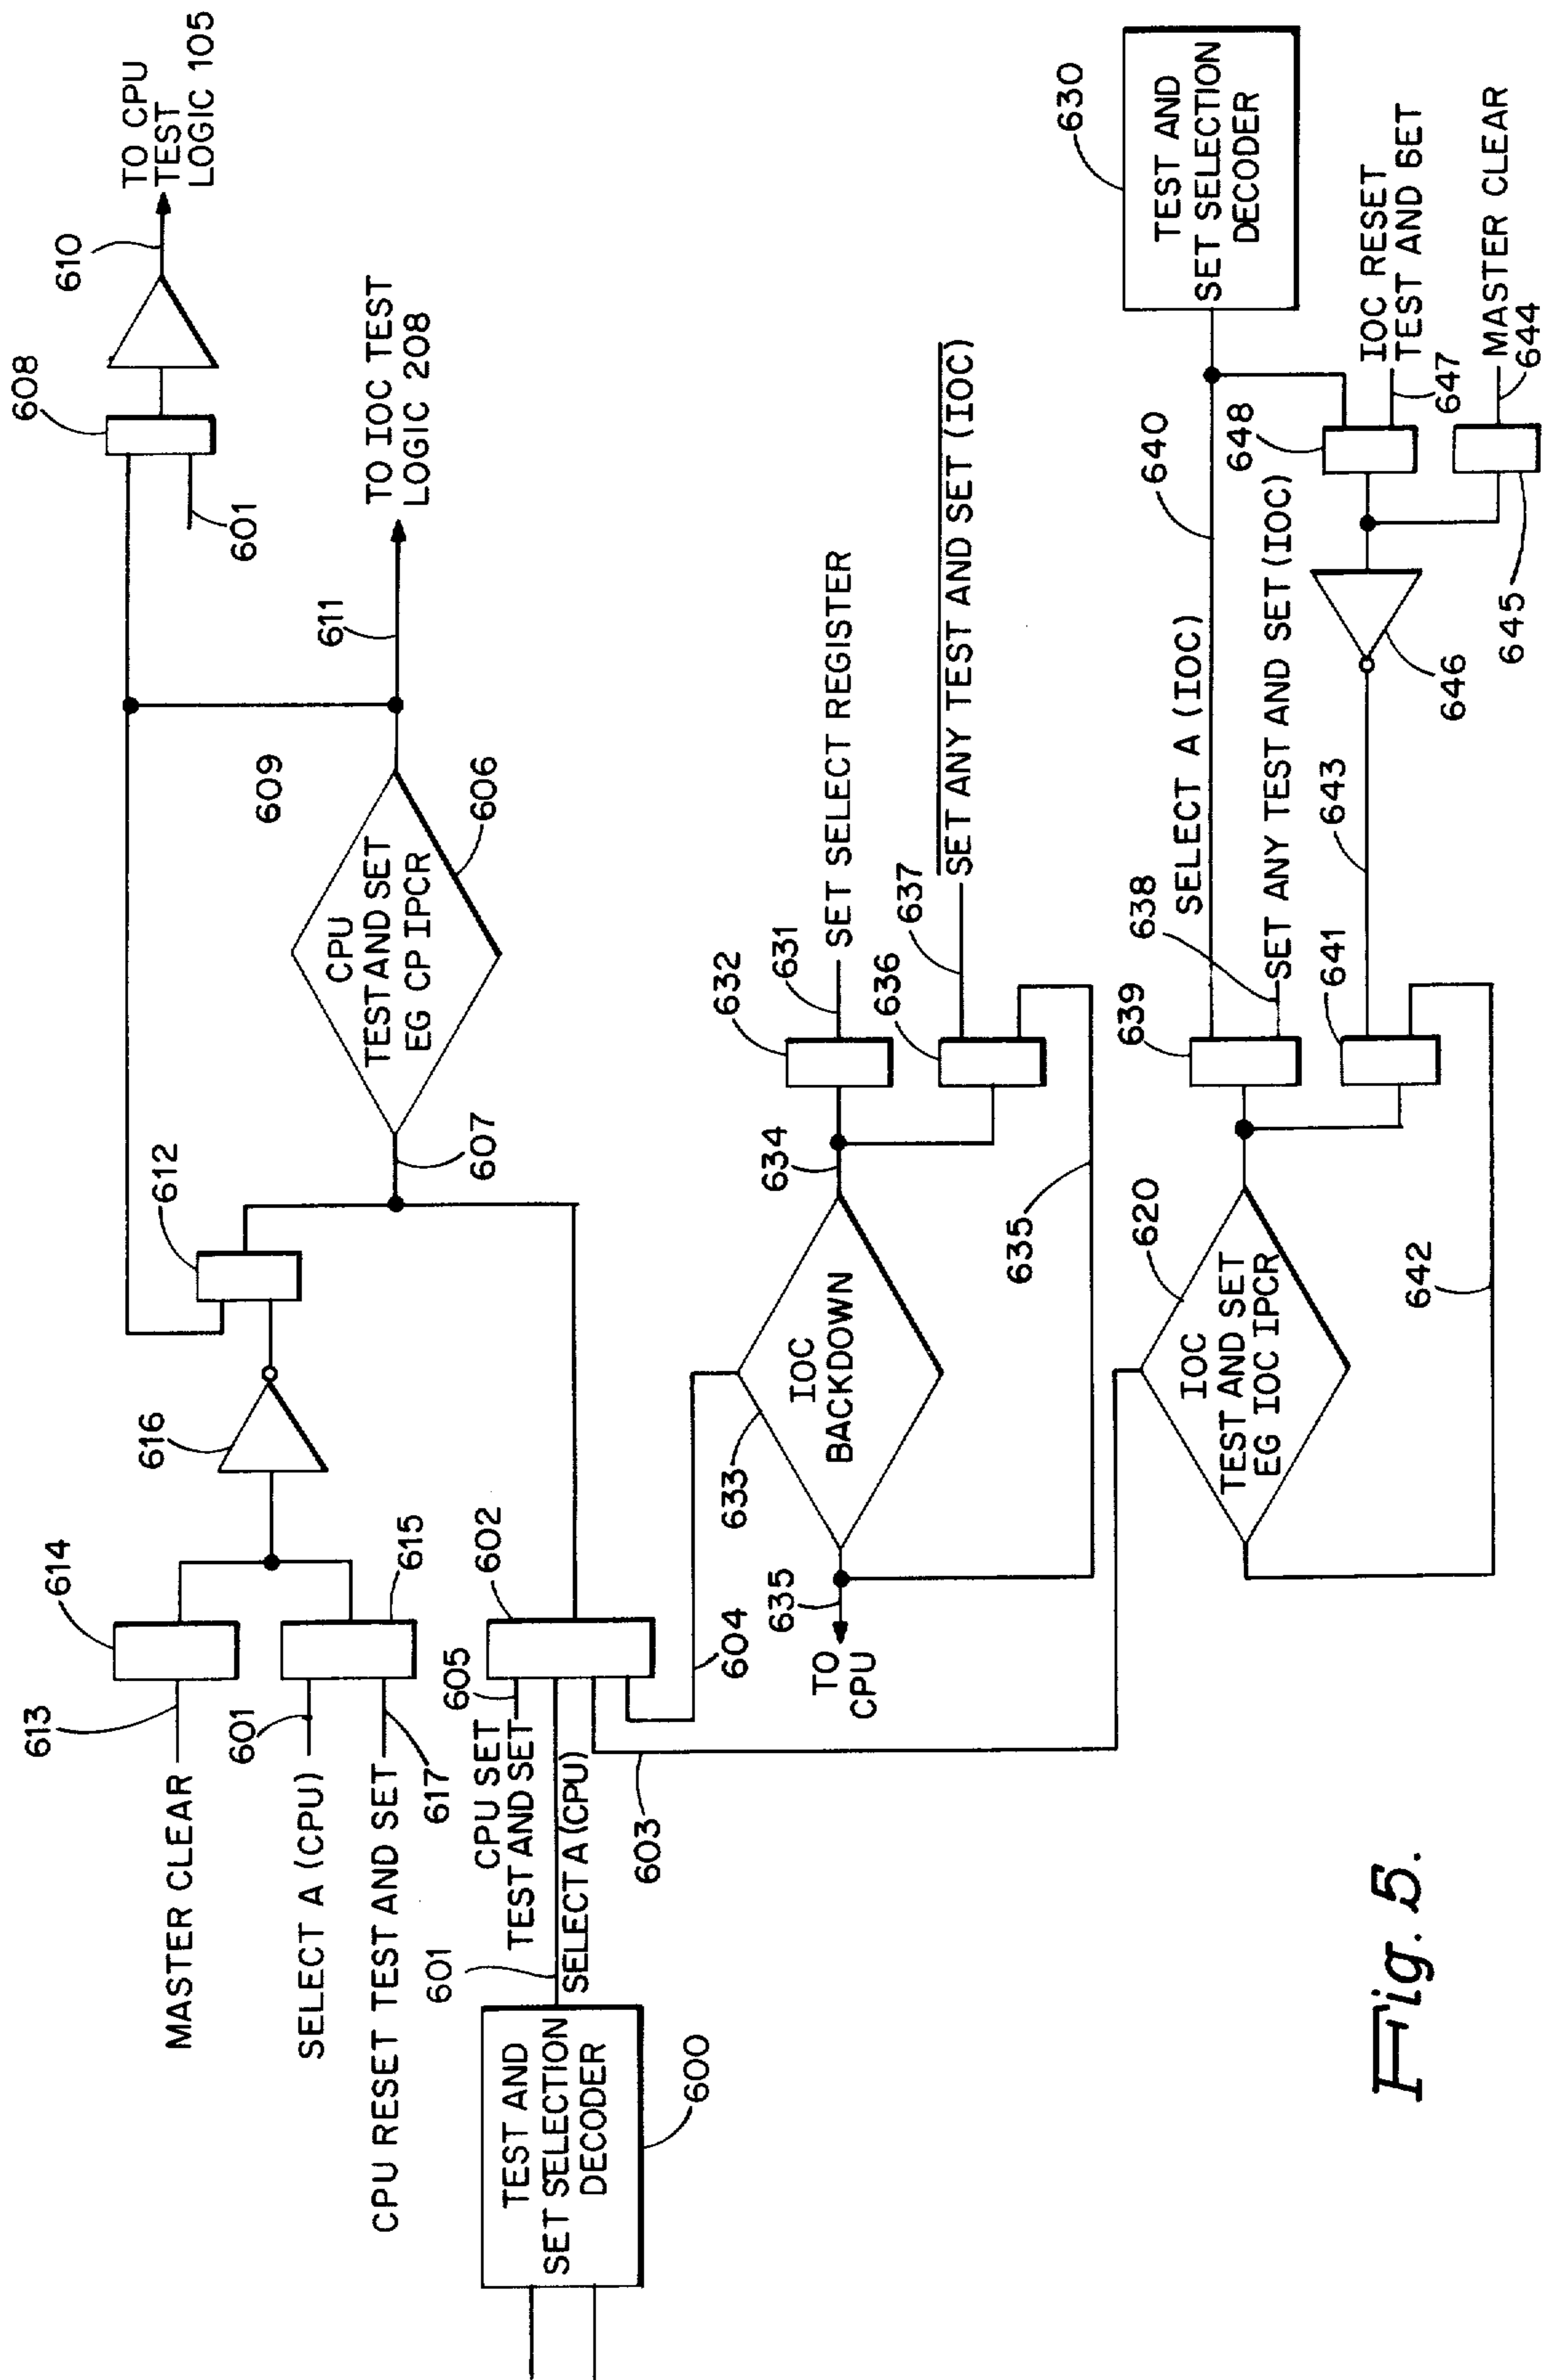 TO CPU
TEST
LOGIC 105
610
608
601
TO IOC TEST
LOGIC 208
611
609
606
CPU
TEST AND SET
EG CP IPCR
607
612
616
614
613
MASTER CLEAR
615
601
SELECT A (CPU)
617
CPU RESET TEST AND SET
602
605
CPU SET
TEST AND SET
601
SELECT A (CPU)
603
604
TEST AND
SET SELECTION
DECODER
600
SET SELECT REGISTER
631
632
634
IOC
BACKDOWN
633
635
TO
CPU
SET ANY TEST AND SET (IOC)
637
636
635
630
TEST AND
SET SELECTION
DECODER
640
SELECT A (IOC)
638
SET ANY TEST AND SET (IOC)
639
641
643
620
IOC
TEST AND SET
EG IOC IPCR
642
648
647
IOC RESET
TEST AND 6ET
MASTER CLEAR
644
645
646
Fig. 5.